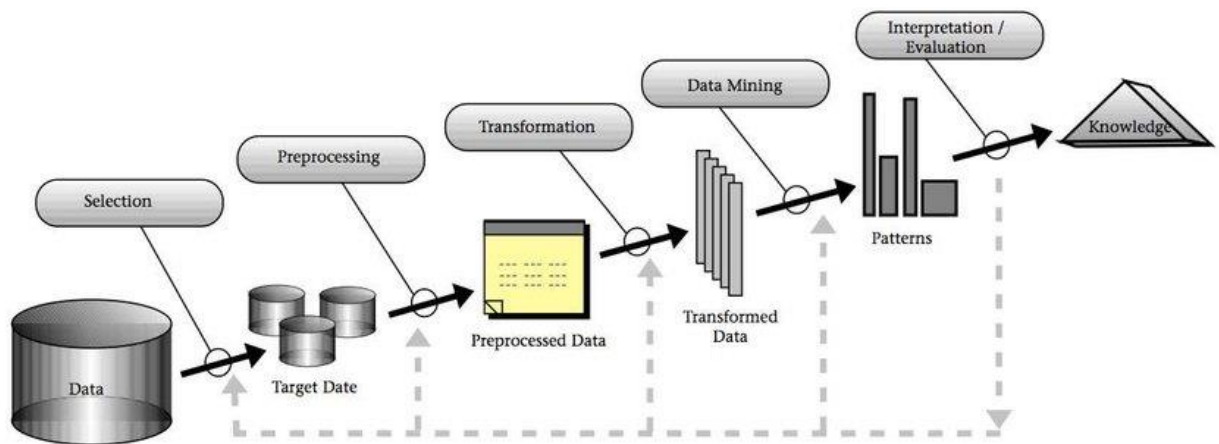 Interpretation /
Evaluation
Data Mining
Transformation
Preprocessing
Selection
Knowledge
Patterns
Transformed
Data
Preprocessed Data
Target Date
Data